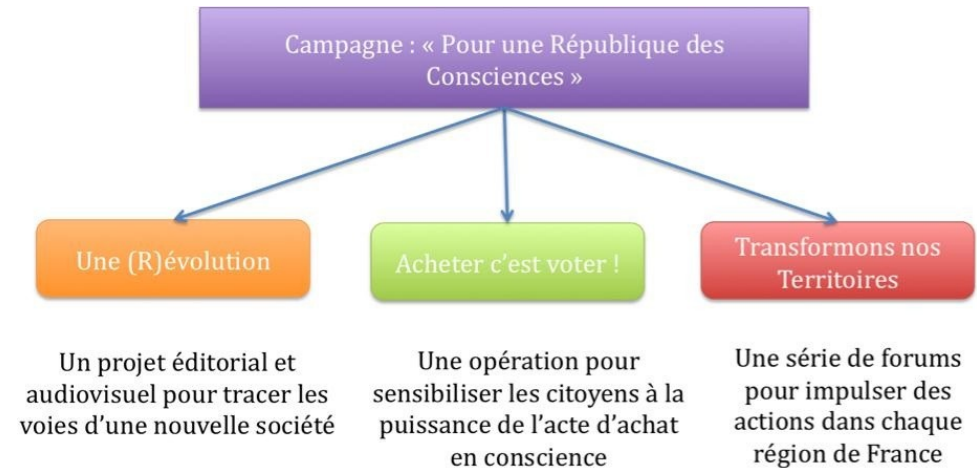 Campagne : « Pour une République des
Consciences »
Une (R)évolution
Acheter c’est voter !
Transformons nos
Territoires
Un projet éditorial et
audiovisuel pour tracer les
voies d’une nouvelle société
Une opération pour
sensibiliser les citoyens à la
puissance de l’acte d’achat
en conscience
Une série de forums
pour impulser des
actions dans chaque
région de France